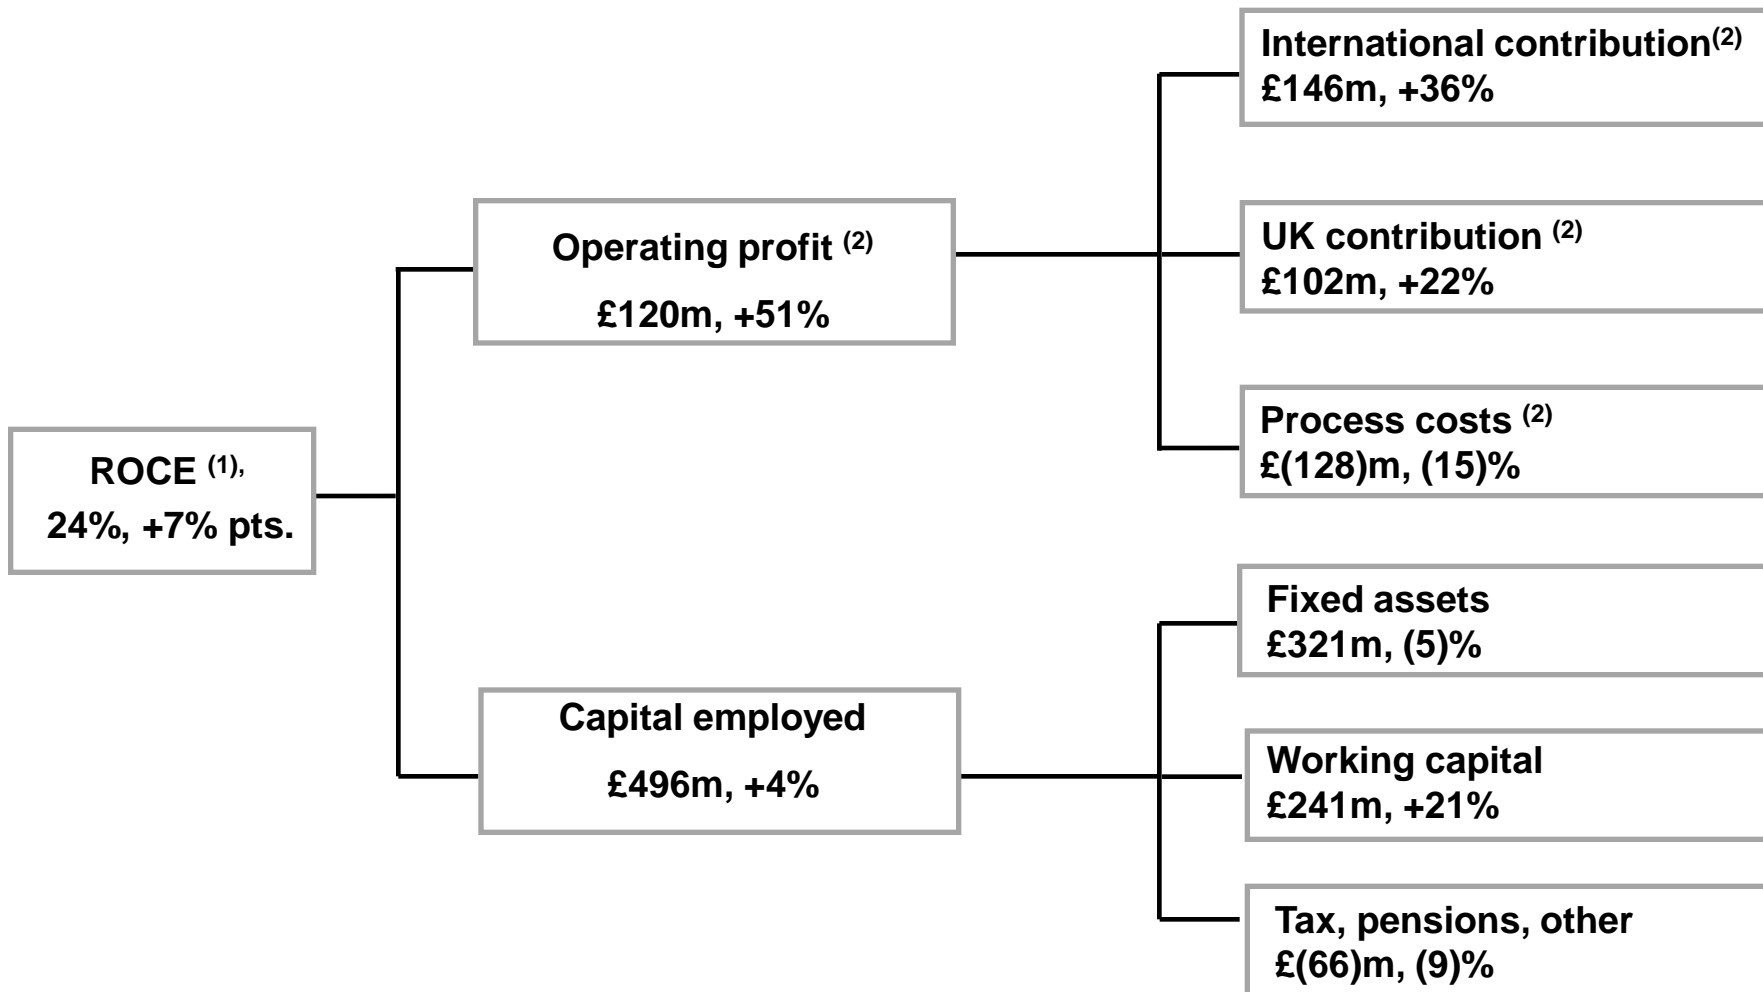 ROCE (1),
24%, +7% pts.
Operating profit (2)
£120m, +51%
International contribution(2)
£146m, +36%
UK contribution (2)
£102m, +22%
Process costs (2)
£(128)m, (15)%
Capital employed
£496m, +4%
Fixed assets
£321m, (5)%
Working capital
£241m, +21%
Tax, pensions, other
£(66)m, (9)%